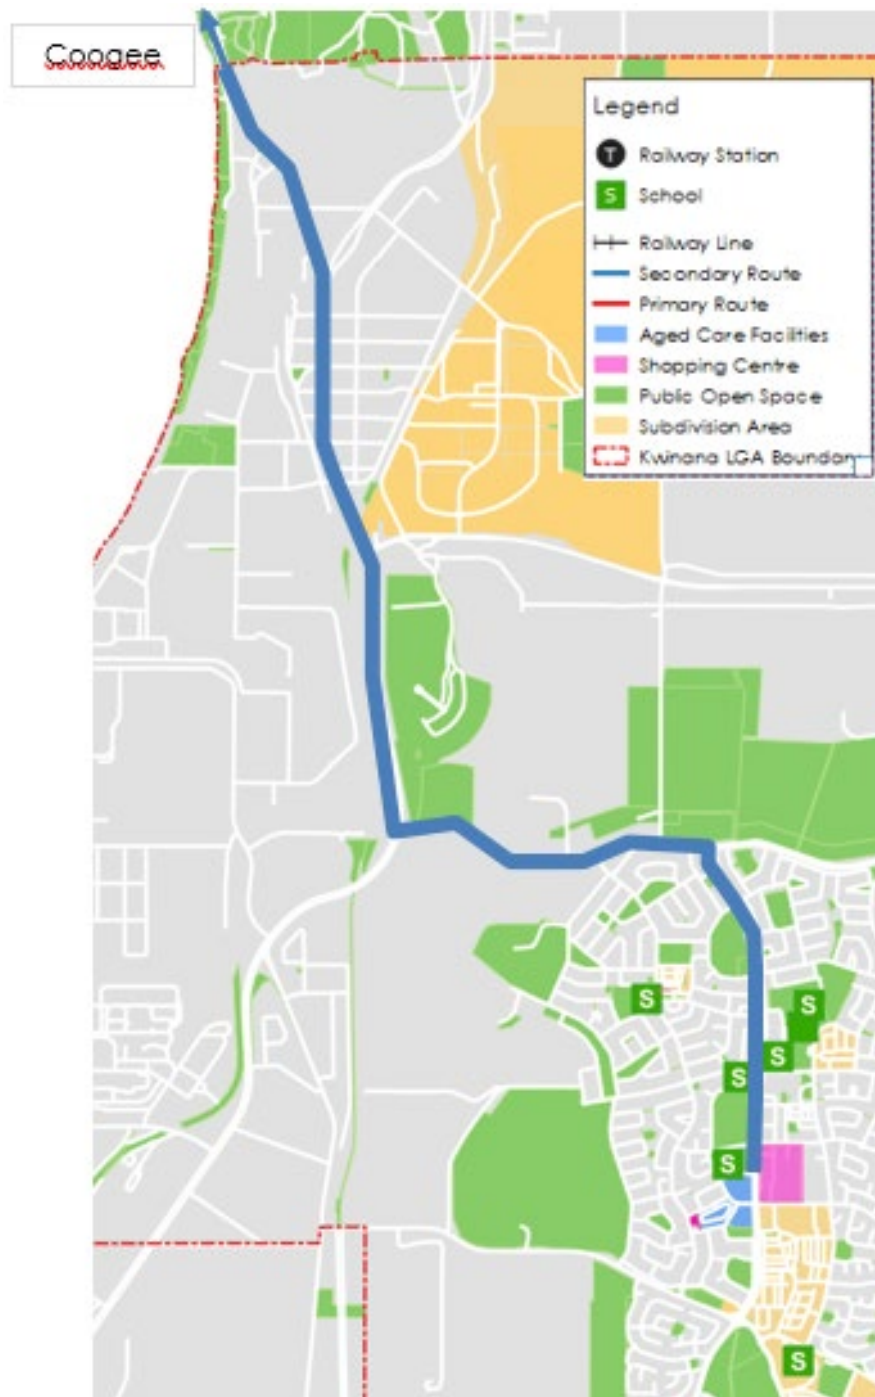 Coogee
Legend
T Railway Station
S School
Railway Line
Secondary Route
Primary Route
Aged Care Facilities
Shopping Centre
Public Open Space
Subdivision Area
Kwinana LGA Boundary
S
S
S
S
S
S